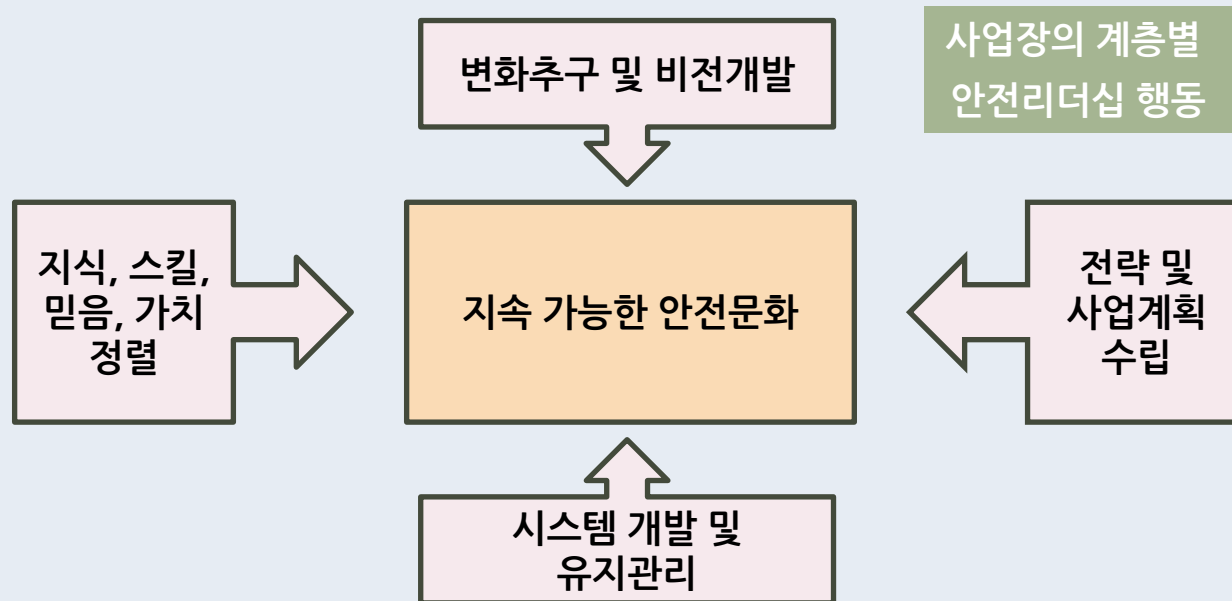 사업장의 계층별
안전리더십 행동
변화추구 및 비전개발
지식, 스킬,
믿음, 가치
정렬
지속 가능한 안전문화
전략 및
사업계획
수립
시스템 개발 및
유지관리